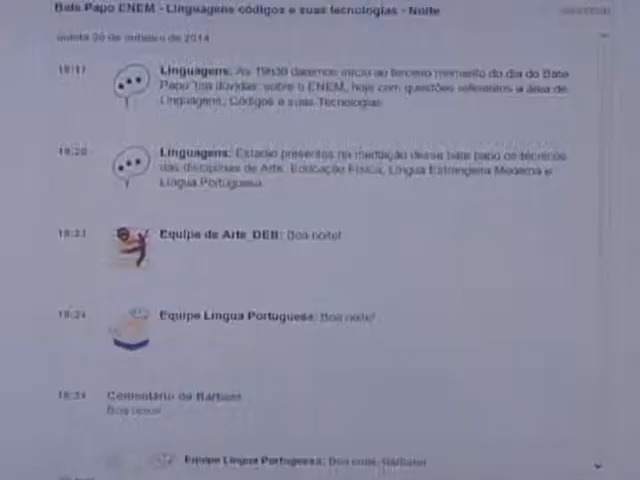 Bate Papo ENEM - Linguagens códigos e suas tecnologias - Noite
quinta 30 de outubro de 2014
19:17
Linguagens: Às 19h30 daremos início ao terceiro momento do dia do Bate
Papo Tira dúvidas sobre o ENEM, hoje com questões referentes a área de
Linguagens, Códigos e suas Tecnologias.
Linguagens: Estarão presentes na mediação desse bate papo os técnicos
das disciplinas de Arte, Educação Física, Língua Estrangeira Moderna e
Língua Portuguesa.
Equipe de Arte_DEB: Boa noite!
Equipe Língua Portuguesa: Boa noite!
Comentário de
Boa noite!
Equipe Língua Portuguesa: Boa noite,